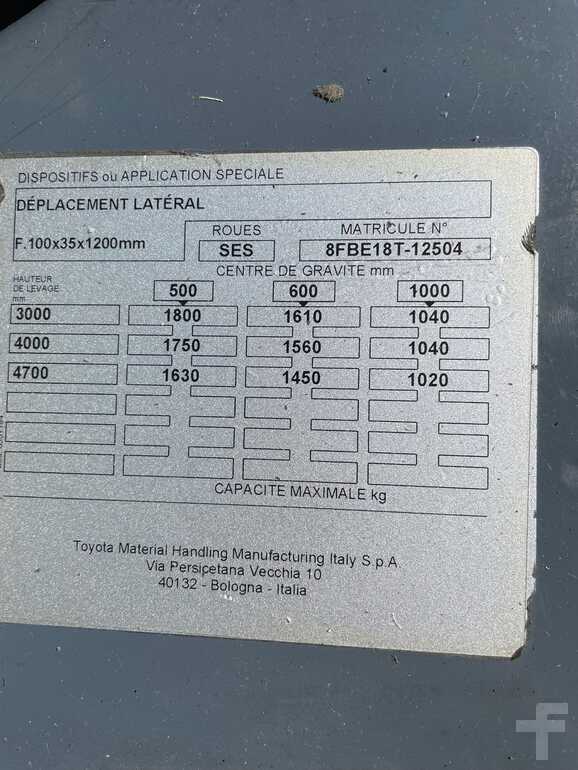 DISPOSITIFS ou APPLICATION SPECIALE
DÉPLACEMENT LATÉRAL
F.100x35x1200mm
ROUES
MATRICULE N°
SES
8FBE18T-12504
CENTRE DE GRAVITE mm
HAUTEUR
DE LEVAGE
mm
500 600 1000
3000 1800 1610 1040
4000 1750 1560 1040
4700 1630 1450 1020
CAPACITE MAXIMALE kg
Toyota Material Handling Manufacturing Italy S.p.A.
Via Persicetana Vecchia 10
40132 - Bologna - Italia